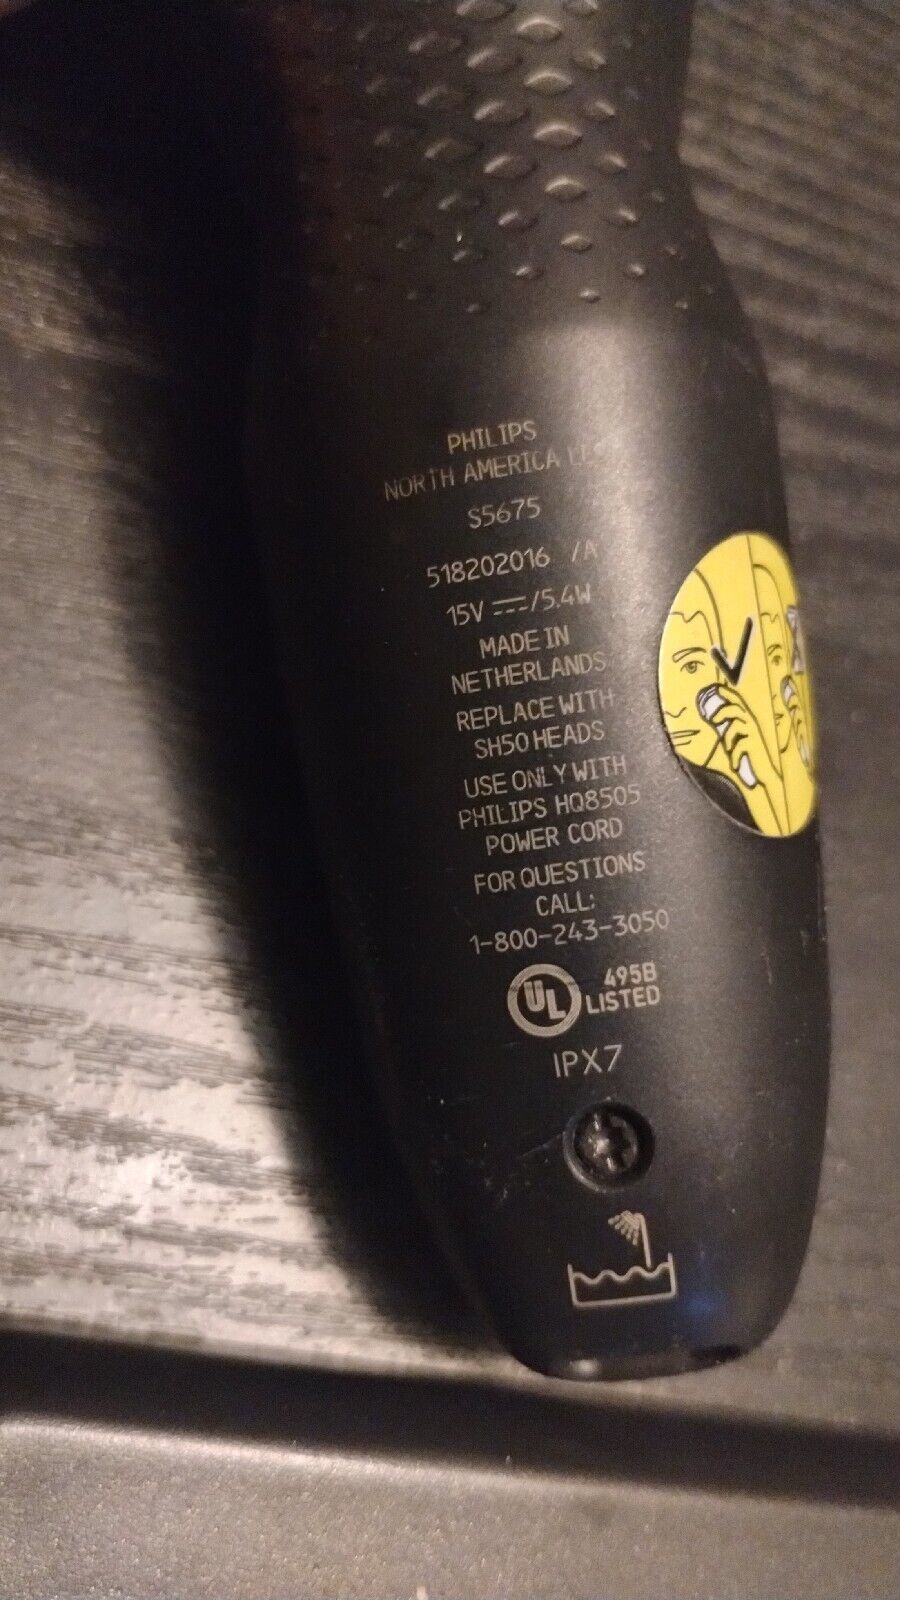 PHILIPS
NORTH AMERICA LLC
S5675
518202016 /A
15V ⎓/5.4W
MADE IN
NETHERLANDS
REPLACE WITH
SH50 HEADS
USE ONLY WITH
PHILIPS HQ8505
POWER CORD
FOR QUESTIONS
CALL:
1-800-243-3050
UL 495B
LISTED
IPX7